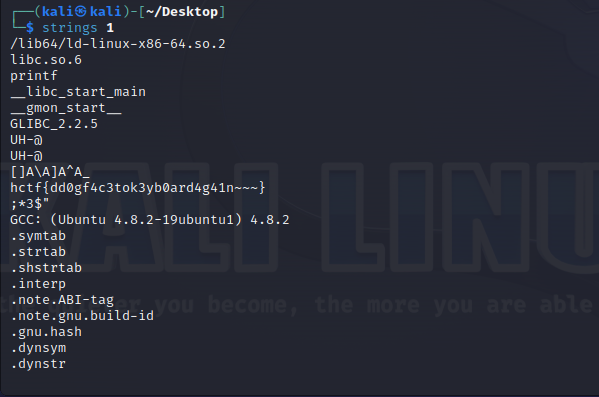 ┌──(kali㉿kali)-[~/Desktop]
└─$ strings 1
/lib64/ld-linux-x86-64.so.2
libc.so.6
printf
__libc_start_main
__gmon_start__
GLIBC_2.2.5
UH-@
UH-@
[]A\A]A^A_
hctf{dd0gf4c3tok3yb0ard4g41n~~~}
;*3$"
GCC: (Ubuntu 4.8.2-19ubuntu1) 4.8.2
.symtab
.strtab
.shstrtab
.interp
.note.ABI-tag
.note.gnu.build-id
.gnu.hash
.dynsym
.dynstr
KALI LINU
you become, the more you are able